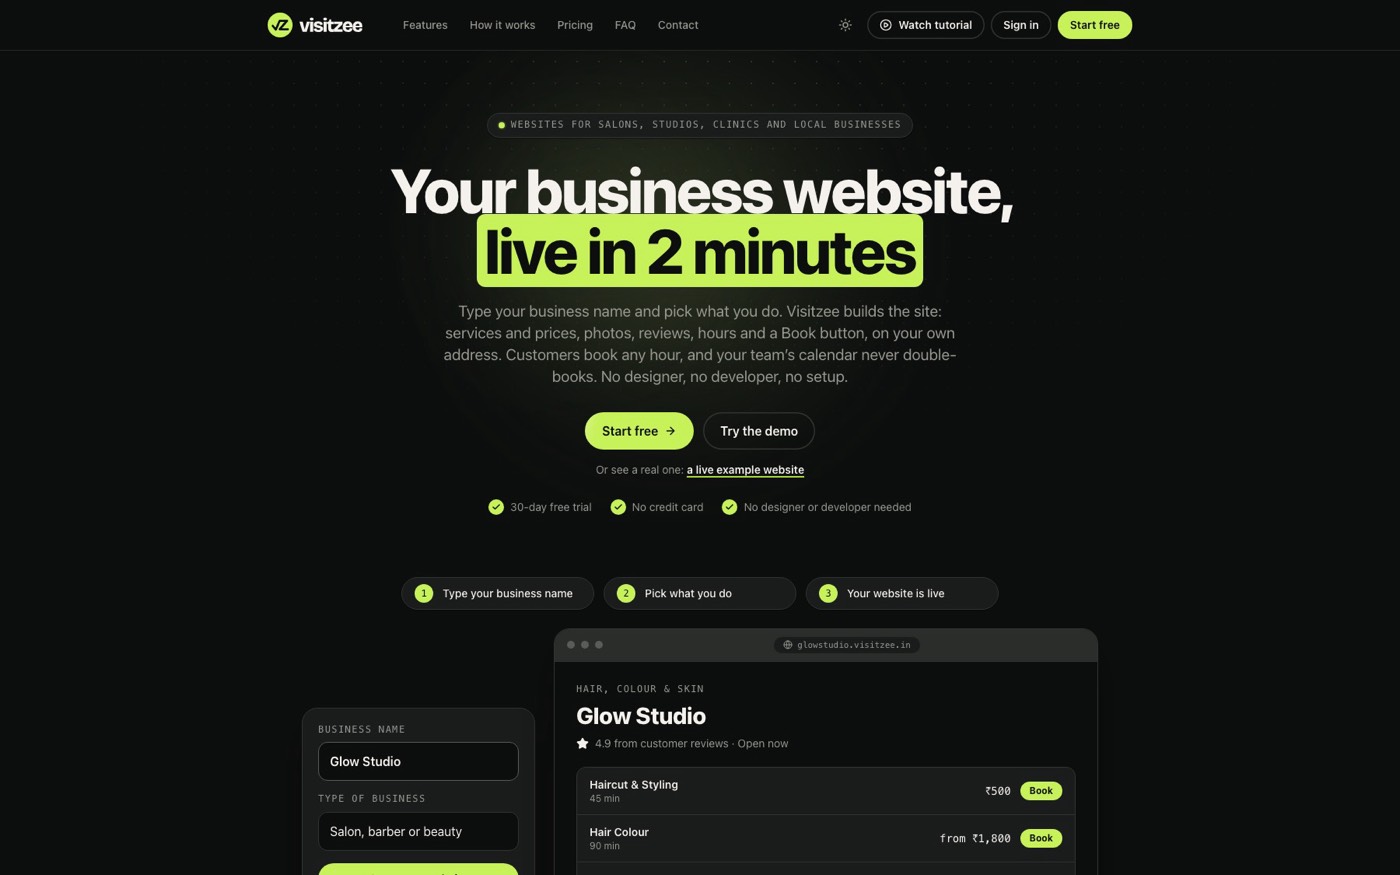 visitzee
Features
How it works
Pricing
FAQ
Contact
Watch tutorial
Sign in
Start free
WEBSITES FOR SALONS, STUDIOS, CLINICS AND LOCAL BUSINESSES
Your business website,
live in 2 minutes
Type your business name and pick what you do. Visitzee builds the site:
services and prices, photos, reviews, hours and a Book button, on your own
address. Customers book any hour, and your team's calendar never double-
books. No designer, no developer, no setup.
Start free →
Try the demo
Or see a real one: a live example website
30-day free trial
No credit card
No designer or developer needed
1 Type your business name
2 Pick what you do
3 Your website is live
glowstudio.visitzee.in
HAIR, COLOUR & SKIN
Glow Studio
4.9 from customer reviews · Open now
BUSINESS NAME
Glow Studio
TYPE OF BUSINESS
Salon, barber or beauty
Haircut & Styling
45 min
₹500
Book
Hair Colour
90 min
from ₹1,800
Book